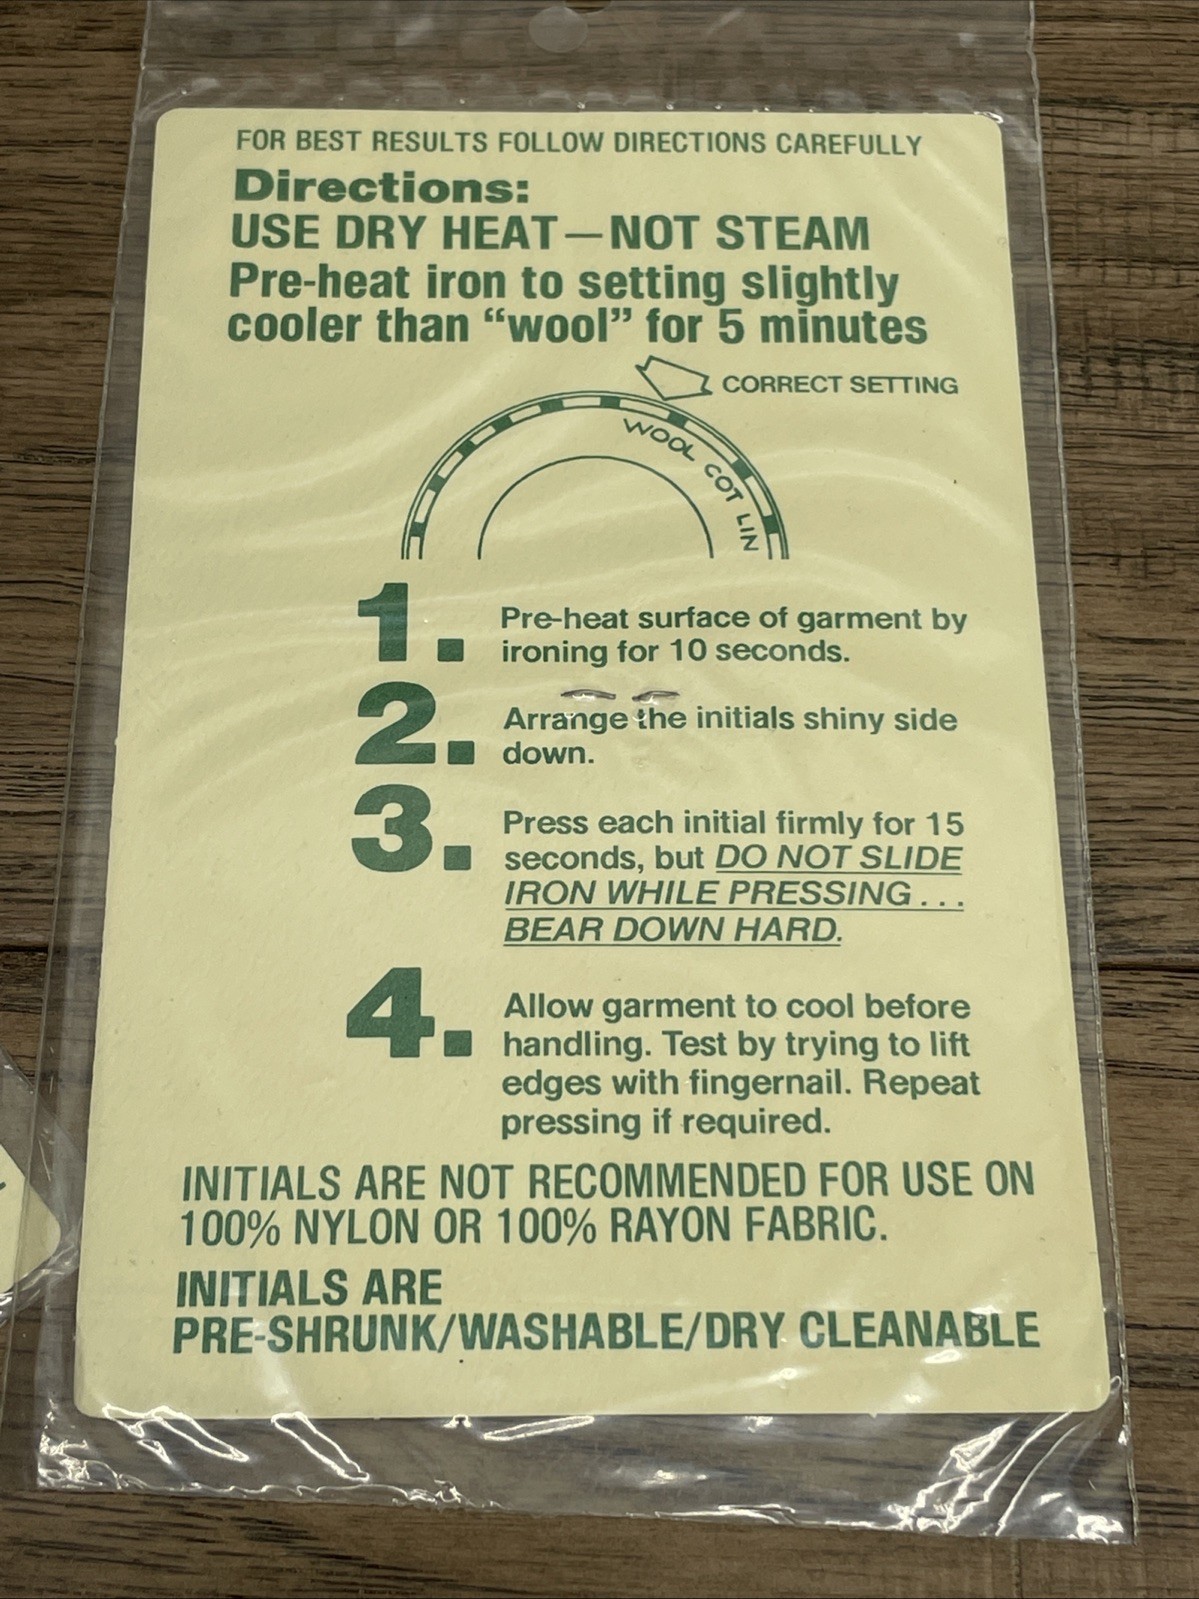 FOR BEST RESULTS FOLLOW DIRECTIONS CAREFULLY
Directions:
USE DRY HEAT—NOT STEAM
Pre-heat iron to setting slightly
cooler than “wool” for 5 minutes
CORRECT SETTING
WOOL COT LIN
1. Pre-heat surface of garment by
ironing for 10 seconds.
2. Arrange the initials shiny side
down.
3. Press each initial firmly for 15
seconds, but DO NOT SLIDE
IRON WHILE PRESSING...
BEAR DOWN HARD.
4. Allow garment to cool before
handling. Test by trying to lift
edges with fingernail. Repeat
pressing if required.
INITIALS ARE NOT RECOMMENDED FOR USE ON
100% NYLON OR 100% RAYON FABRIC.
INITIALS ARE
PRE-SHRUNK/WASHABLE/DRY CLEANABLE